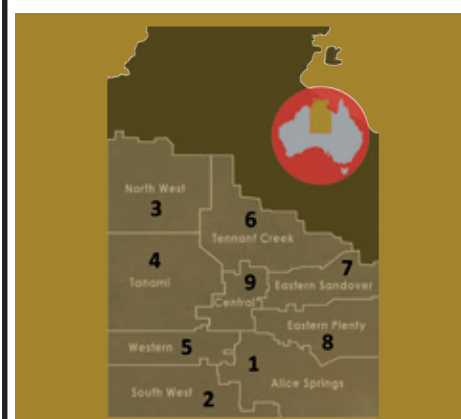 North West
3
6
Tennant Creek
4
Tanami
7
9
Eastern Sandover
Central
Eastern Plenty
Western 5
8
1
South West 2
Alice Springs